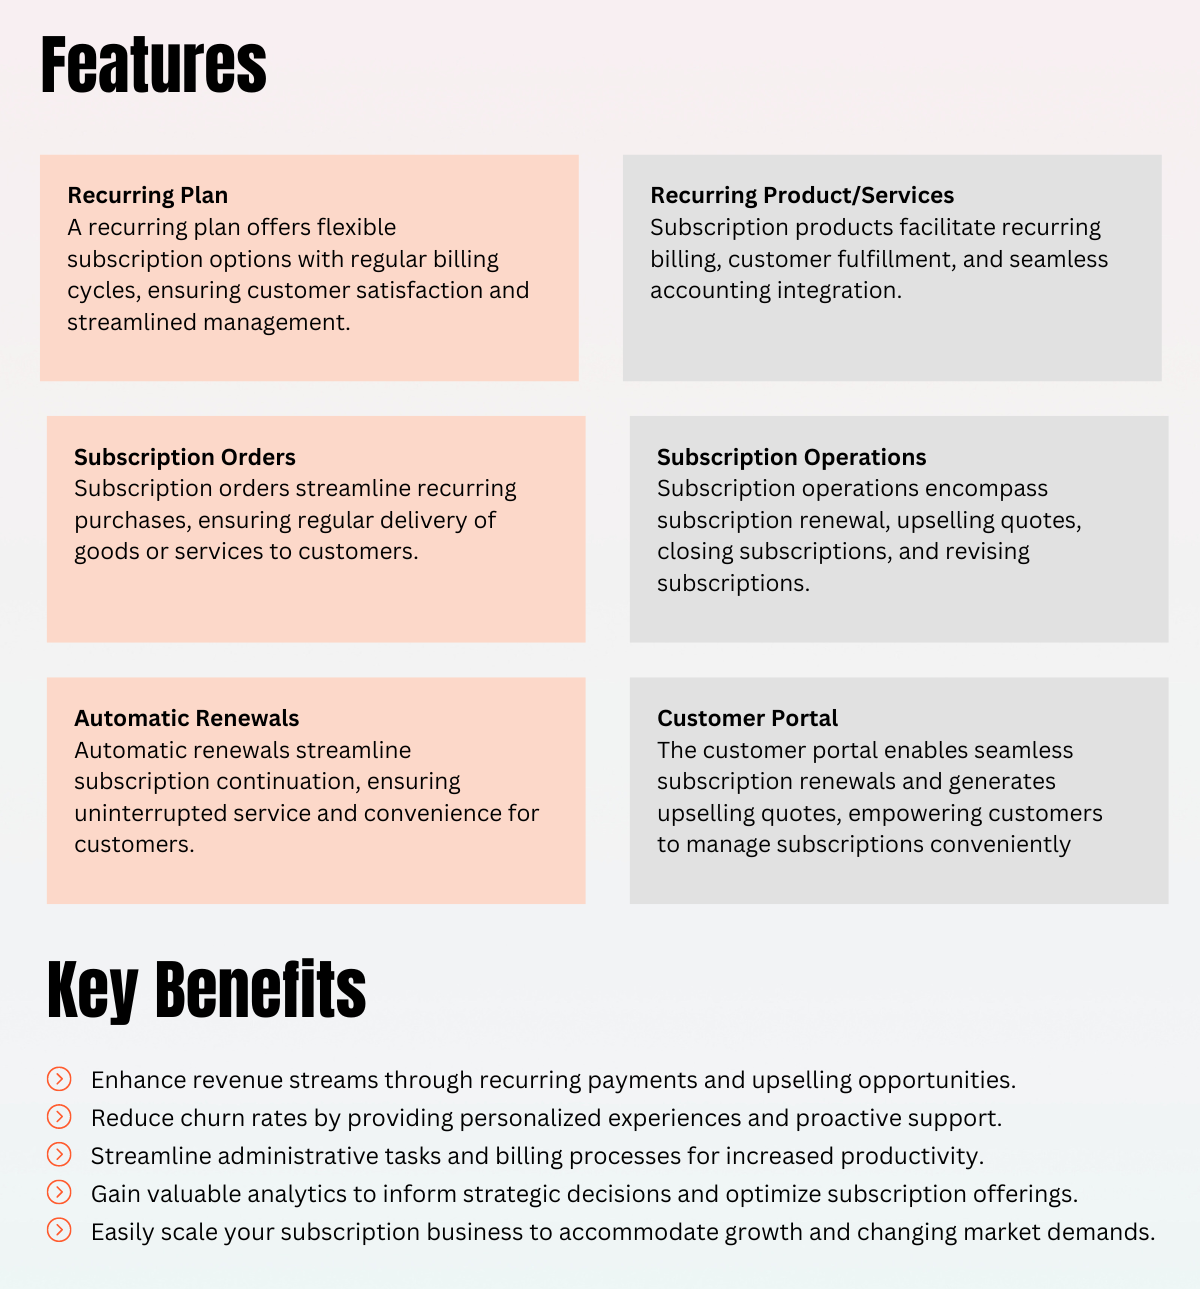 Features
Recurring Plan
A recurring plan offers flexible
subscription options with regular billing
cycles, ensuring customer satisfaction and
streamlined management.
Recurring Product/Services
Subscription products facilitate recurring
billing, customer fulfillment, and seamless
accounting integration.
Subscription Orders
Subscription orders streamline recurring
purchases, ensuring regular delivery of
goods or services to customers.
Subscription Operations
Subscription operations encompass
subscription renewal, upselling quotes,
closing subscriptions, and revising
subscriptions.
Automatic Renewals
Automatic renewals streamline
subscription continuation, ensuring
uninterrupted service and convenience for
customers.
Customer Portal
The customer portal enables seamless
subscription renewals and generates
upselling quotes, empowering customers
to manage subscriptions conveniently
Key Benefits
Enhance revenue streams through recurring payments and upselling opportunities.
Reduce churn rates by providing personalized experiences and proactive support.
Streamline administrative tasks and billing processes for increased productivity.
Gain valuable analytics to inform strategic decisions and optimize subscription offerings.
Easily scale your subscription business to accommodate growth and changing market demands.